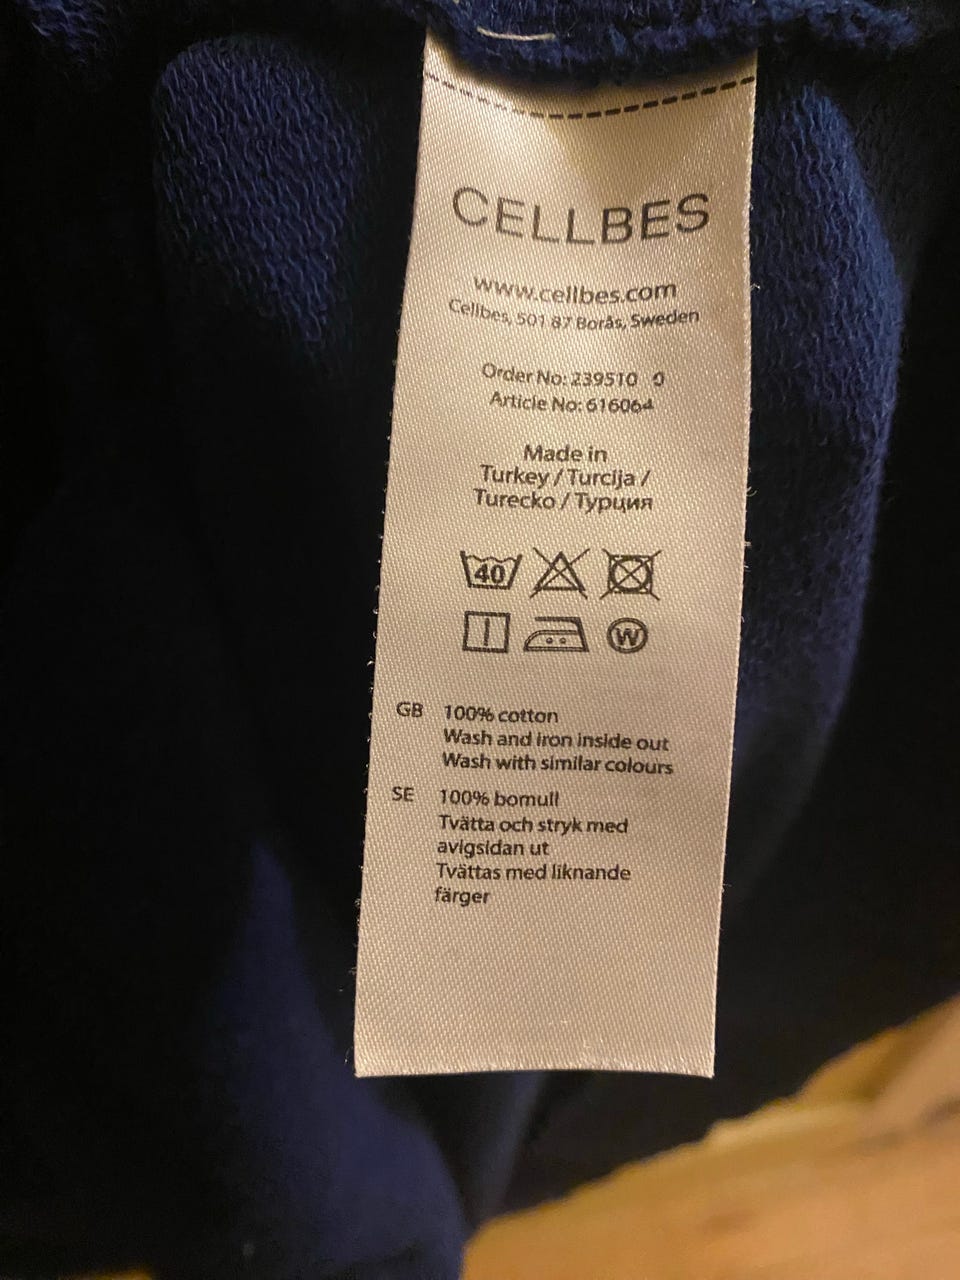 CELLBES
www.cellbes.com
Cellbes, 501 87 Borås, Sweden
Order No: 239510 0
Article No: 616064
Made in
Turkey / Turcija /
Turecko / Турция
40
W
GB 100% cotton
Wash and iron inside out
Wash with similar colours
SE 100% bomull
Tvätta och stryk med
avigsidan ut
Tvättas med liknande
färger